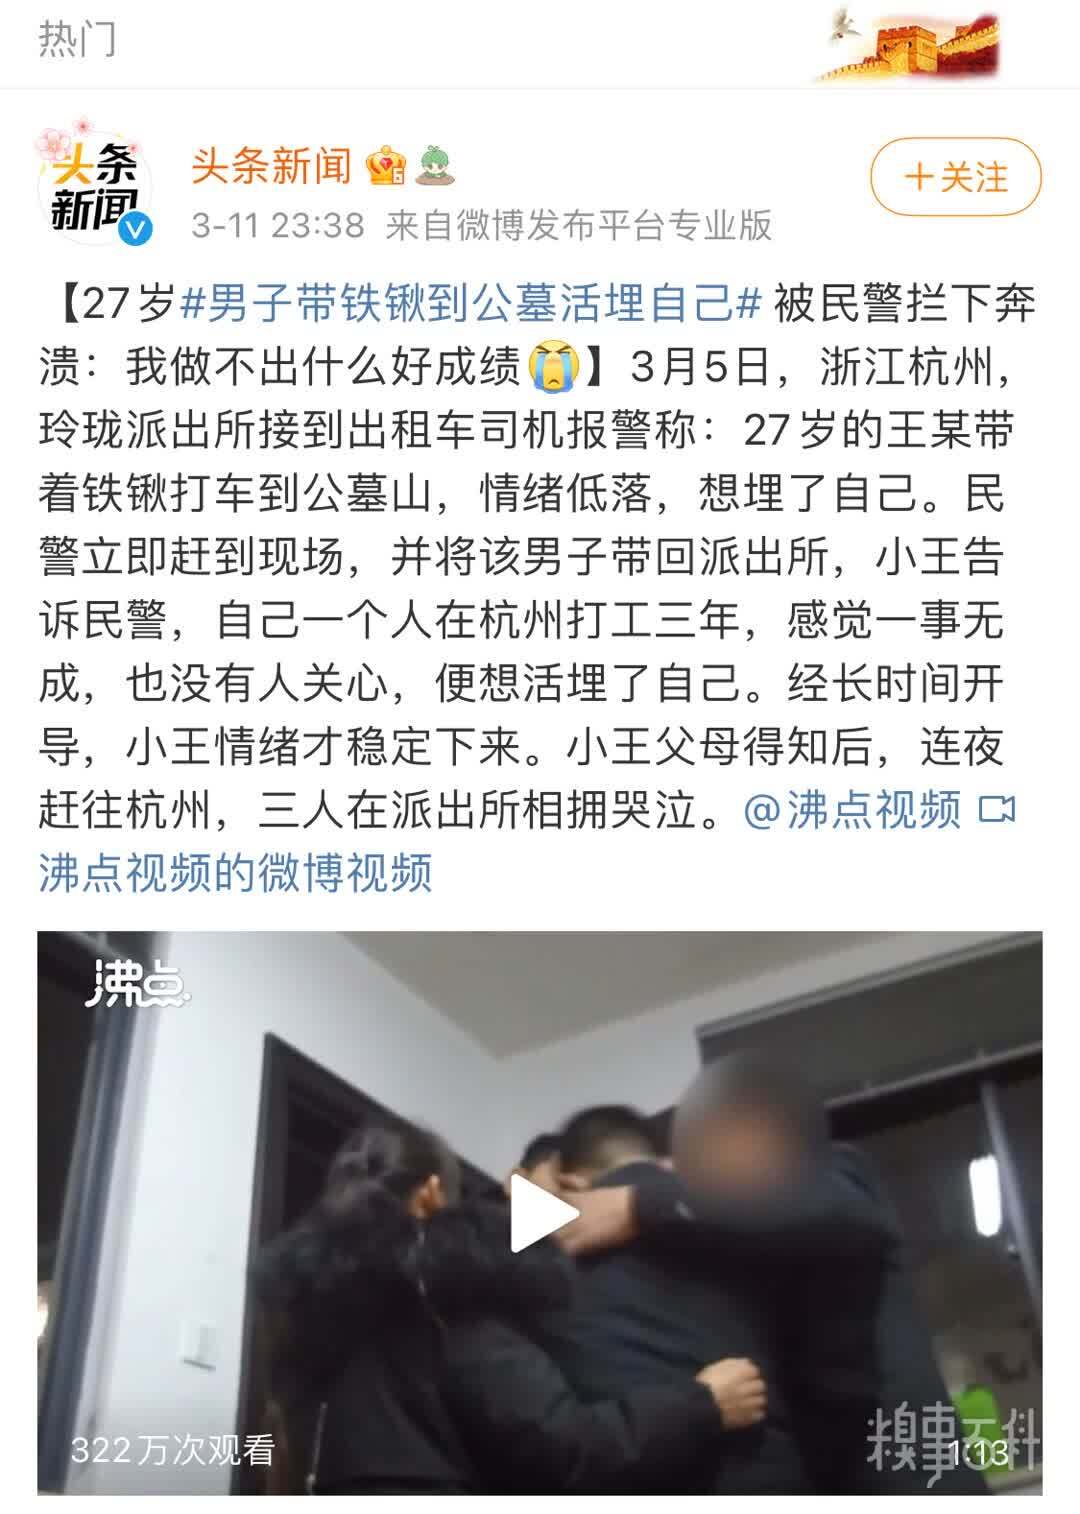 热门
头条
新闻
头条新闻
+关注
3-11 23:38 来自微博发布平台专业版
【27岁#男子带铁锹到公墓活埋自己# 被民警拦下奔
溃：我做不出什么好成绩😭】3月5日，浙江杭州，
玲珑派出所接到出租车司机报警称：27岁的王某带
着铁锹打车到公墓山，情绪低落，想埋了自己。民
警立即赶到现场，并将该男子带回派出所，小王告
诉民警，自己一个人在杭州打工三年，感觉一事无
成，也没有人关心，便想活埋了自己。经长时间开
导，小王情绪才稳定下来。小王父母得知后，连夜
赶往杭州，三人在派出所相拥哭泣。@沸点视频
沸点视频的微博视频
沸点
322万次观看
糗事百科
1:13